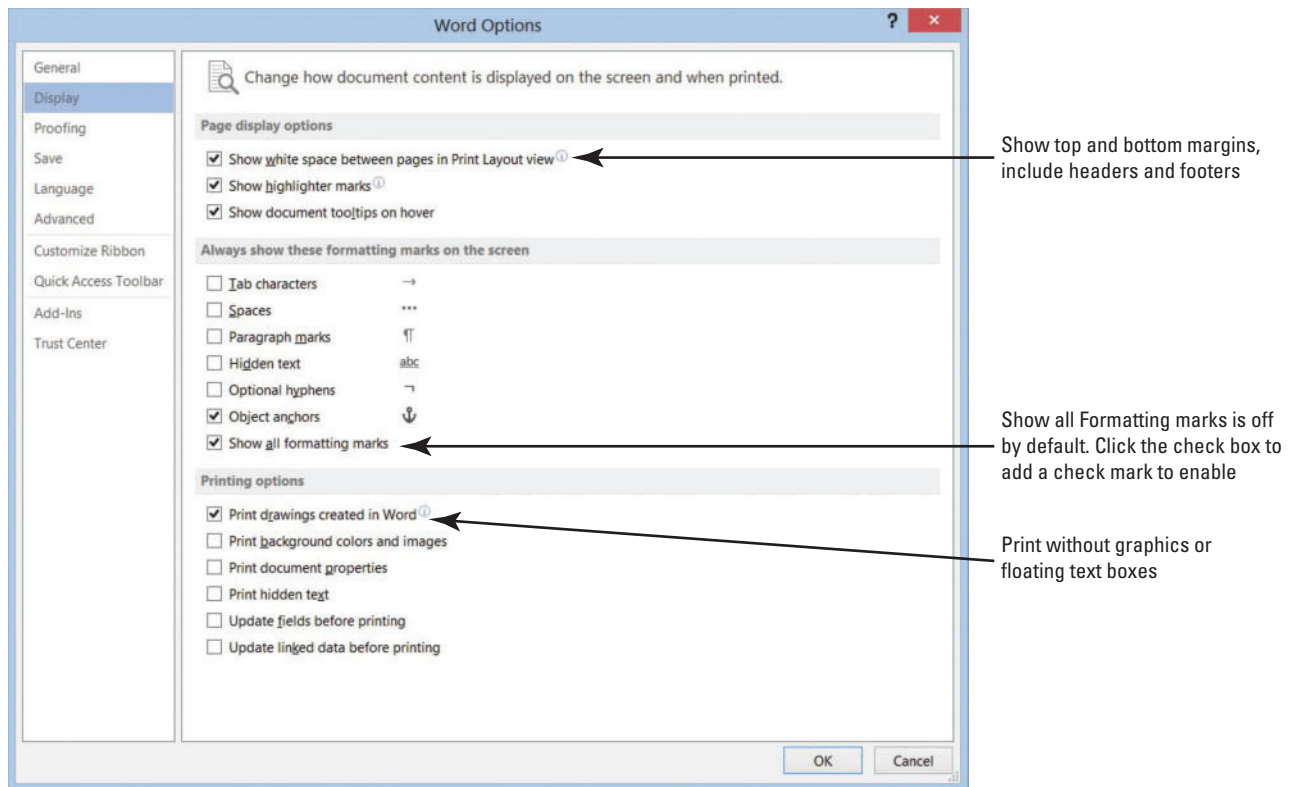 Word Options
?
×
General
Display
Proofing
Save
Language
Advanced
Customize Ribbon
Quick Access Toolbar
Add-Ins
Trust Center
Change how document content is displayed on the screen and when printed.
Page display options
Show white space between pages in Print Layout view
Show highlighter marks
Show document tooltips on hover
Always show these formatting marks on the screen
Tab characters →
Spaces •••
Paragraph marks ¶
Hidden text abc
Optional hyphens ¬
Object anchors
Show all formatting marks
Printing options
Print drawings created in Word
Print background colors and images
Print document properties
Print hidden text
Update fields before printing
Update linked data before printing
OK
Cancel
Show top and bottom margins,
include headers and footers
Show all Formatting marks is off
by default. Click the check box to
add a check mark to enable
Print without graphics or
floating text boxes